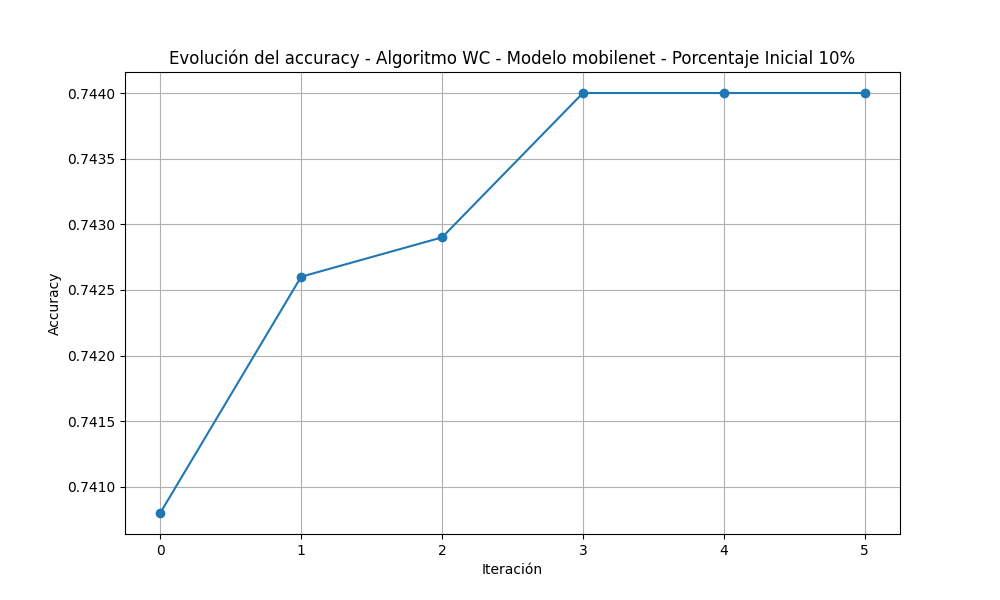 Evolución del accuracy - Algoritmo WC - Modelo mobilenet - Porcentaje Inicial 10%
0.7440
0.7435
0.7430
0.7425
0.7420
0.7415
0.7410
Accuracy
0 1 2 3 4 5
Iteración